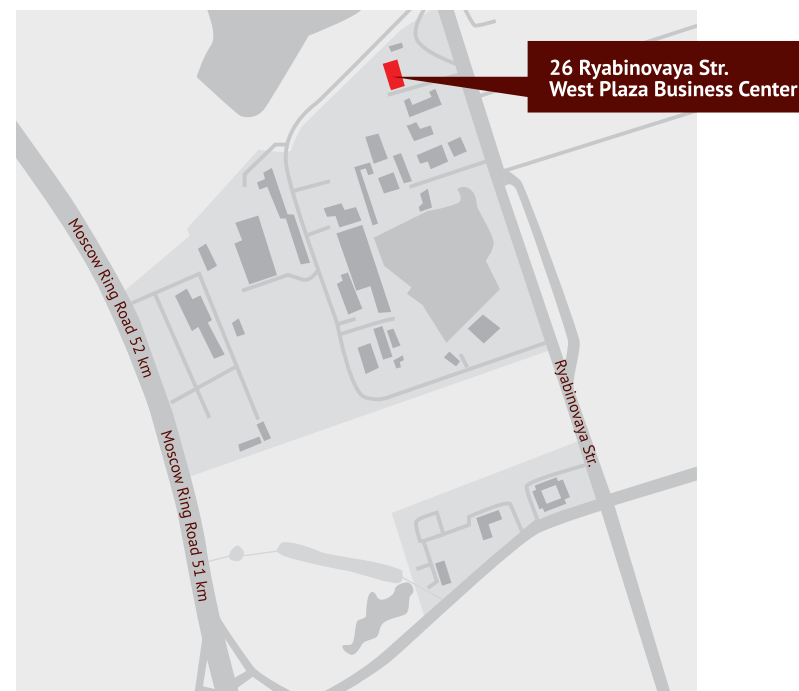 26 Ryabinovaya Str.
West Plaza Business Center
Moscow Ring Road 52 km
Ryabinovaya Str.
Moscow Ring Road 51 km